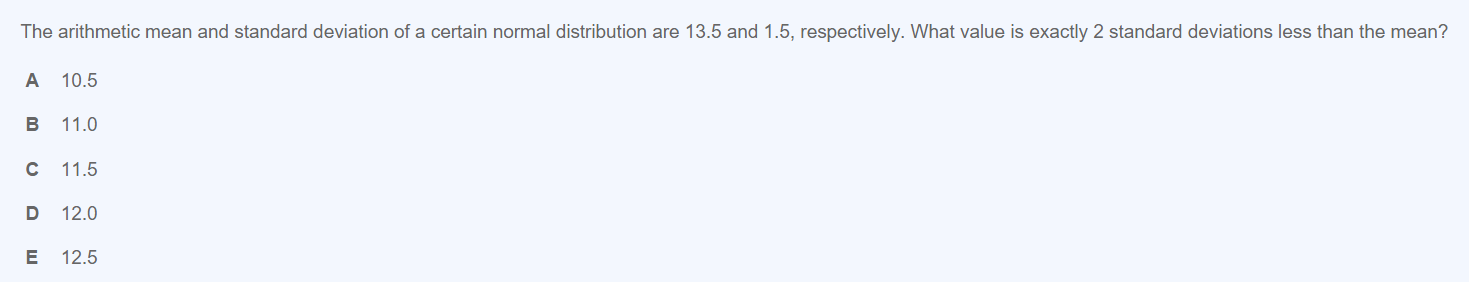 The arithmetic mean and standard deviation of a certain normal distribution are 13.5 and 1.5, respectively. What value is exactly 2 standard deviations less than the mean?
A 10.5
B 11.0
C 11.5
D 12.0
E 12.5